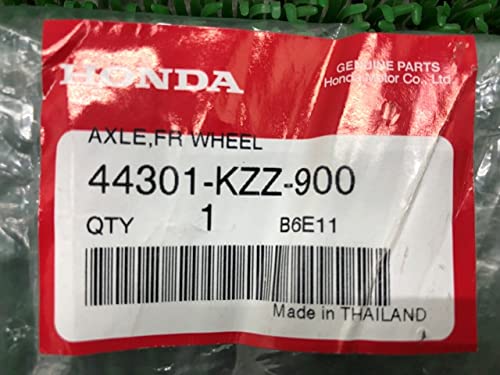 HONDA
GENUINE PARTS
Honda Motor Co., Ltd.
AXLE,FR WHEEL
44301-KZZ-900
QTY 1 B6E11
Made in THAILAND